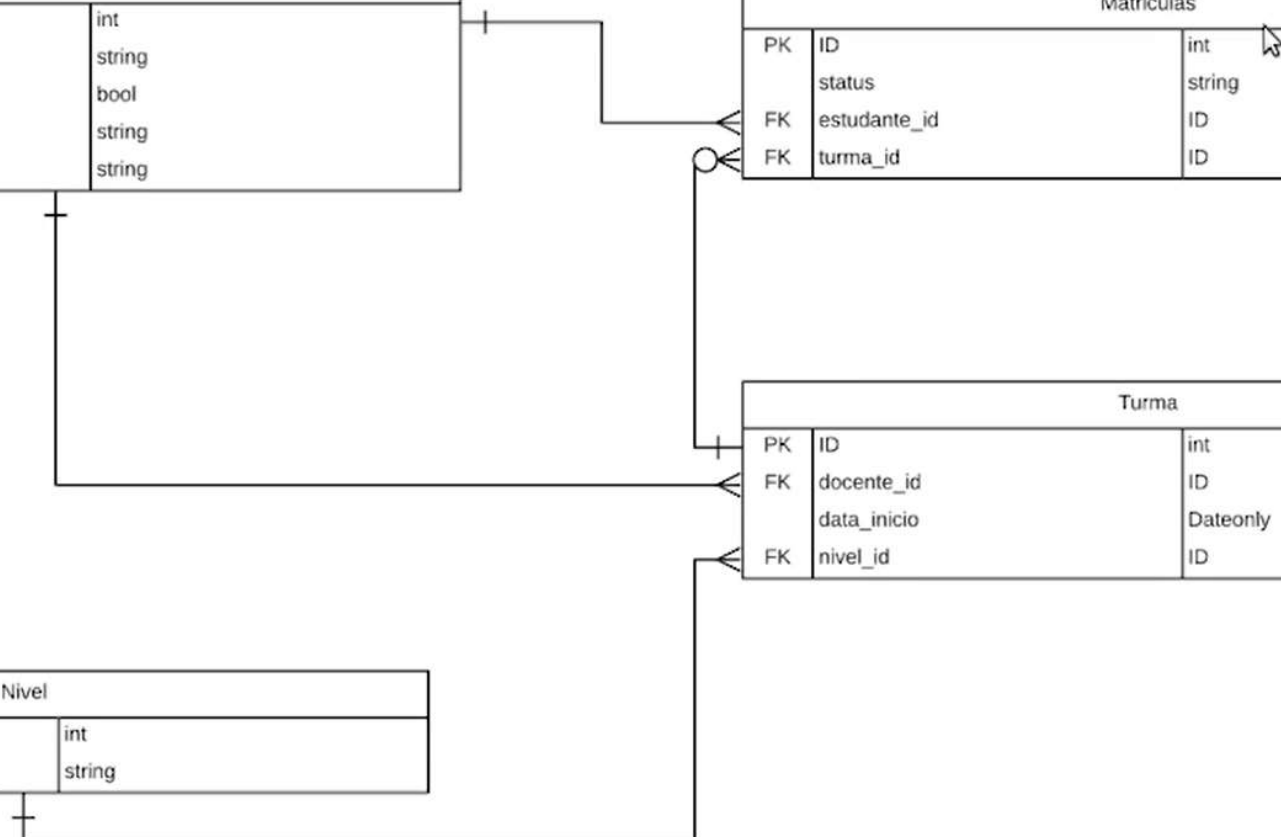 int
string
bool
string
string
Matriculas
PK ID int
status string
FK estudante_id ID
FK turma_id ID
Turma
PK ID int
FK docente_id ID
data_inicio Dateonly
FK nivel_id ID
Nivel
int
string